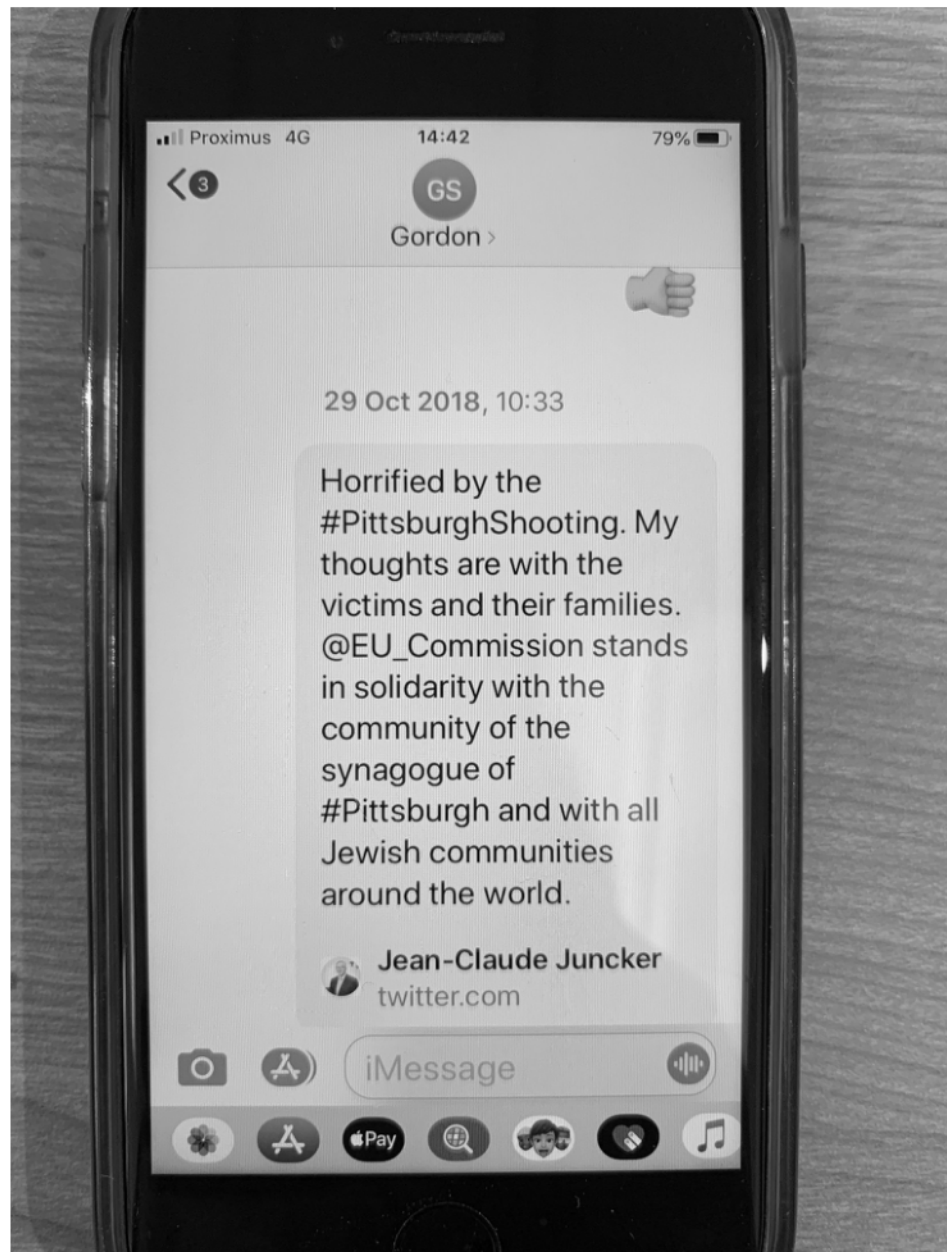 Proximus 4G 14:42 79%
3
GS
Gordon >
29 Oct 2018, 10:33
Horrified by the
#PittsburghShooting. My
thoughts are with the
victims and their families.
@EU_Commission stands
in solidarity with the
community of the
synagogue of
#Pittsburgh and with all
Jewish communities
around the world.
Jean-Claude Juncker
twitter.com
iMessage
Pay